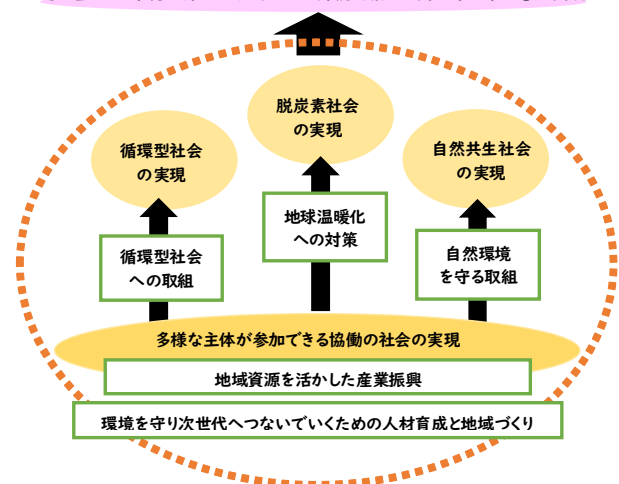 脱炭素社会
の実現
循環型社会
の実現
自然共生社会
の実現
地球温暖化
への対策
循環型社会
への取組
自然環境
を守る取組
多様な主体が参加できる協働の社会の実現
地域資源を活かした産業振興
環境を守り次世代へつないでいくための人材育成と地域づくり